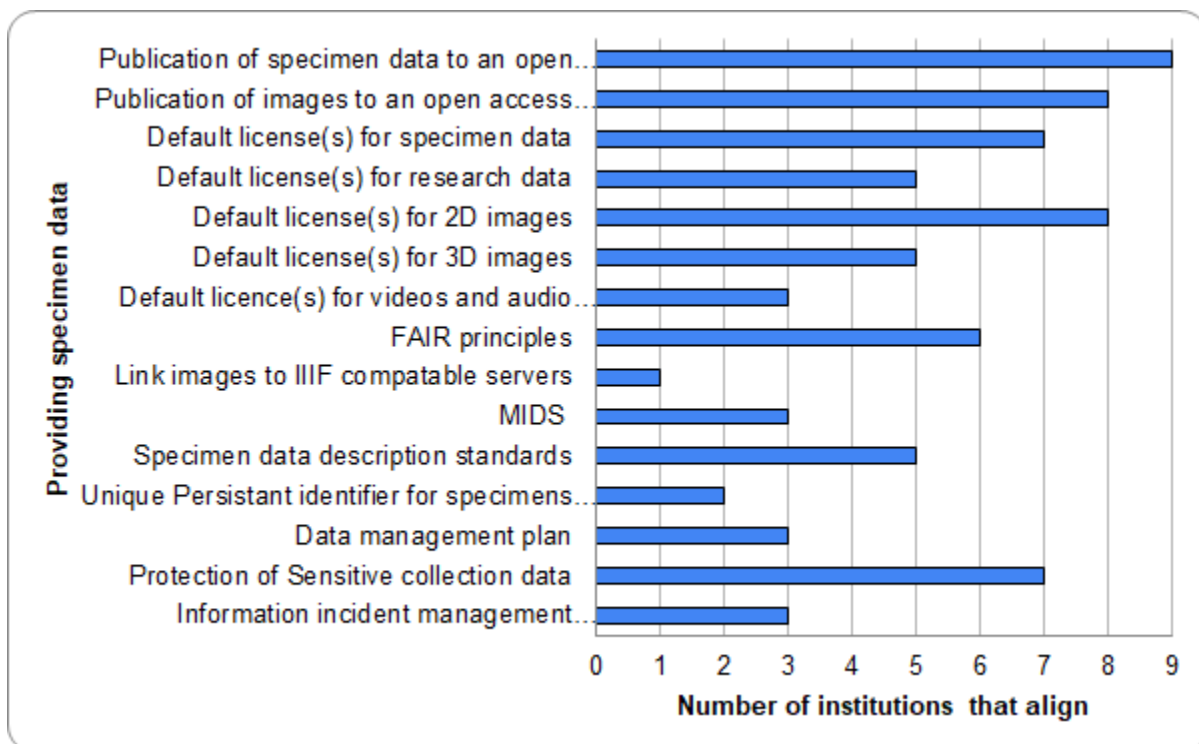 Providing specimen data
Publication of specimen data to an open...
Publication of images to an open access...
Default license(s) for specimen data
Default license(s) for research data
Default license(s) for 2D images
Default license(s) for 3D images
Default licence(s) for videos and audio...
FAIR principles
Link images to IIIF compatable servers
MIDS
Specimen data description standards
Unique Persistant identifier for specimens...
Data management plan
Protection of Sensitive collection data
Information incident management...
0 1 2 3 4 5 6 7 8 9
Number of institutions that align